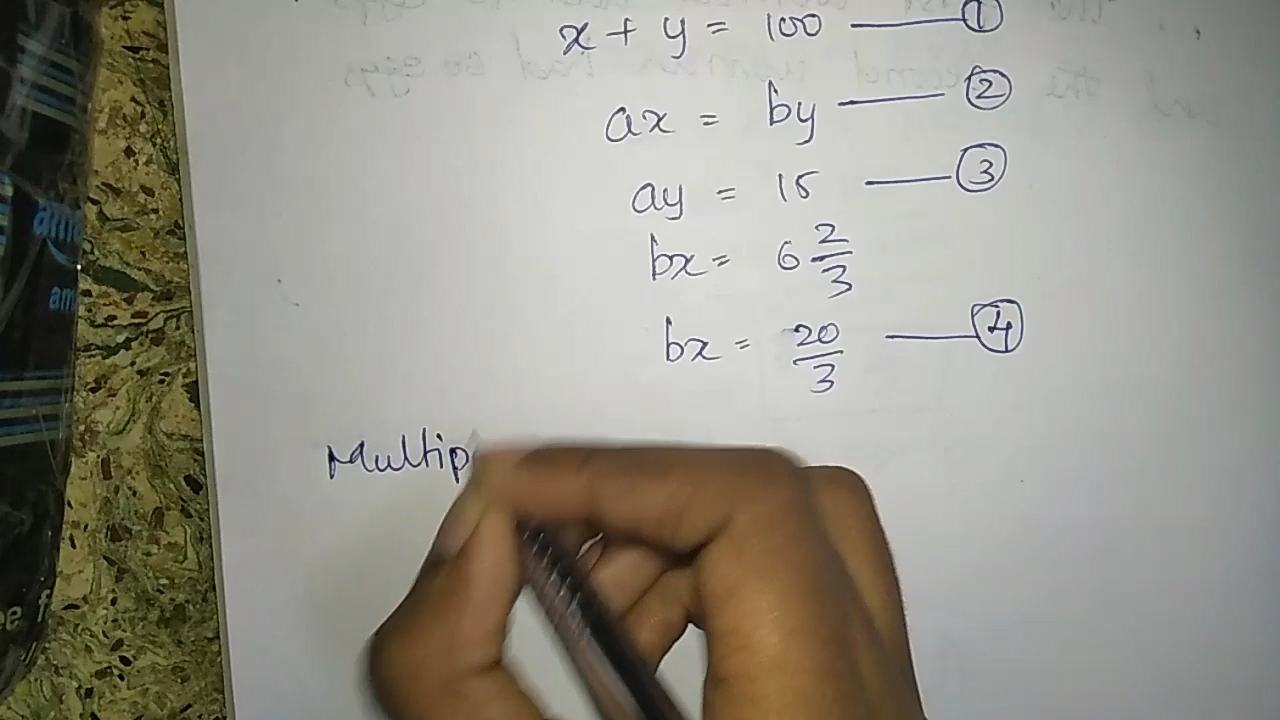 x + y = 100 — ①
ax = by — ②
ay = 15 — ③
bx = 6 2/3
bx = 20/3 — ④
Multip